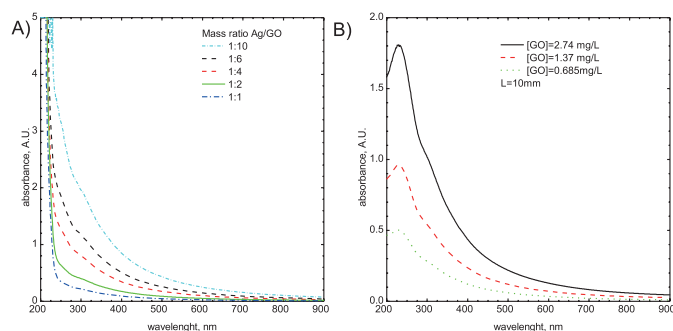 A)
Mass ratio Ag/GO
1:10
1:6
1:4
1:2
1:1
absorbance, A.U.
5
4
3
2
1
0
200 300 400 500 600 700 800 900
wavelenght, nm
B)
[GO]=2.74 mg/L
[GO]=1.37 mg/L
[GO]=0.685mg/L
L=10mm
absorbance, A.U.
2.0
1.5
1.0
0.5
0.0
200 300 400 500 600 700 800 900
wavelenght, nm